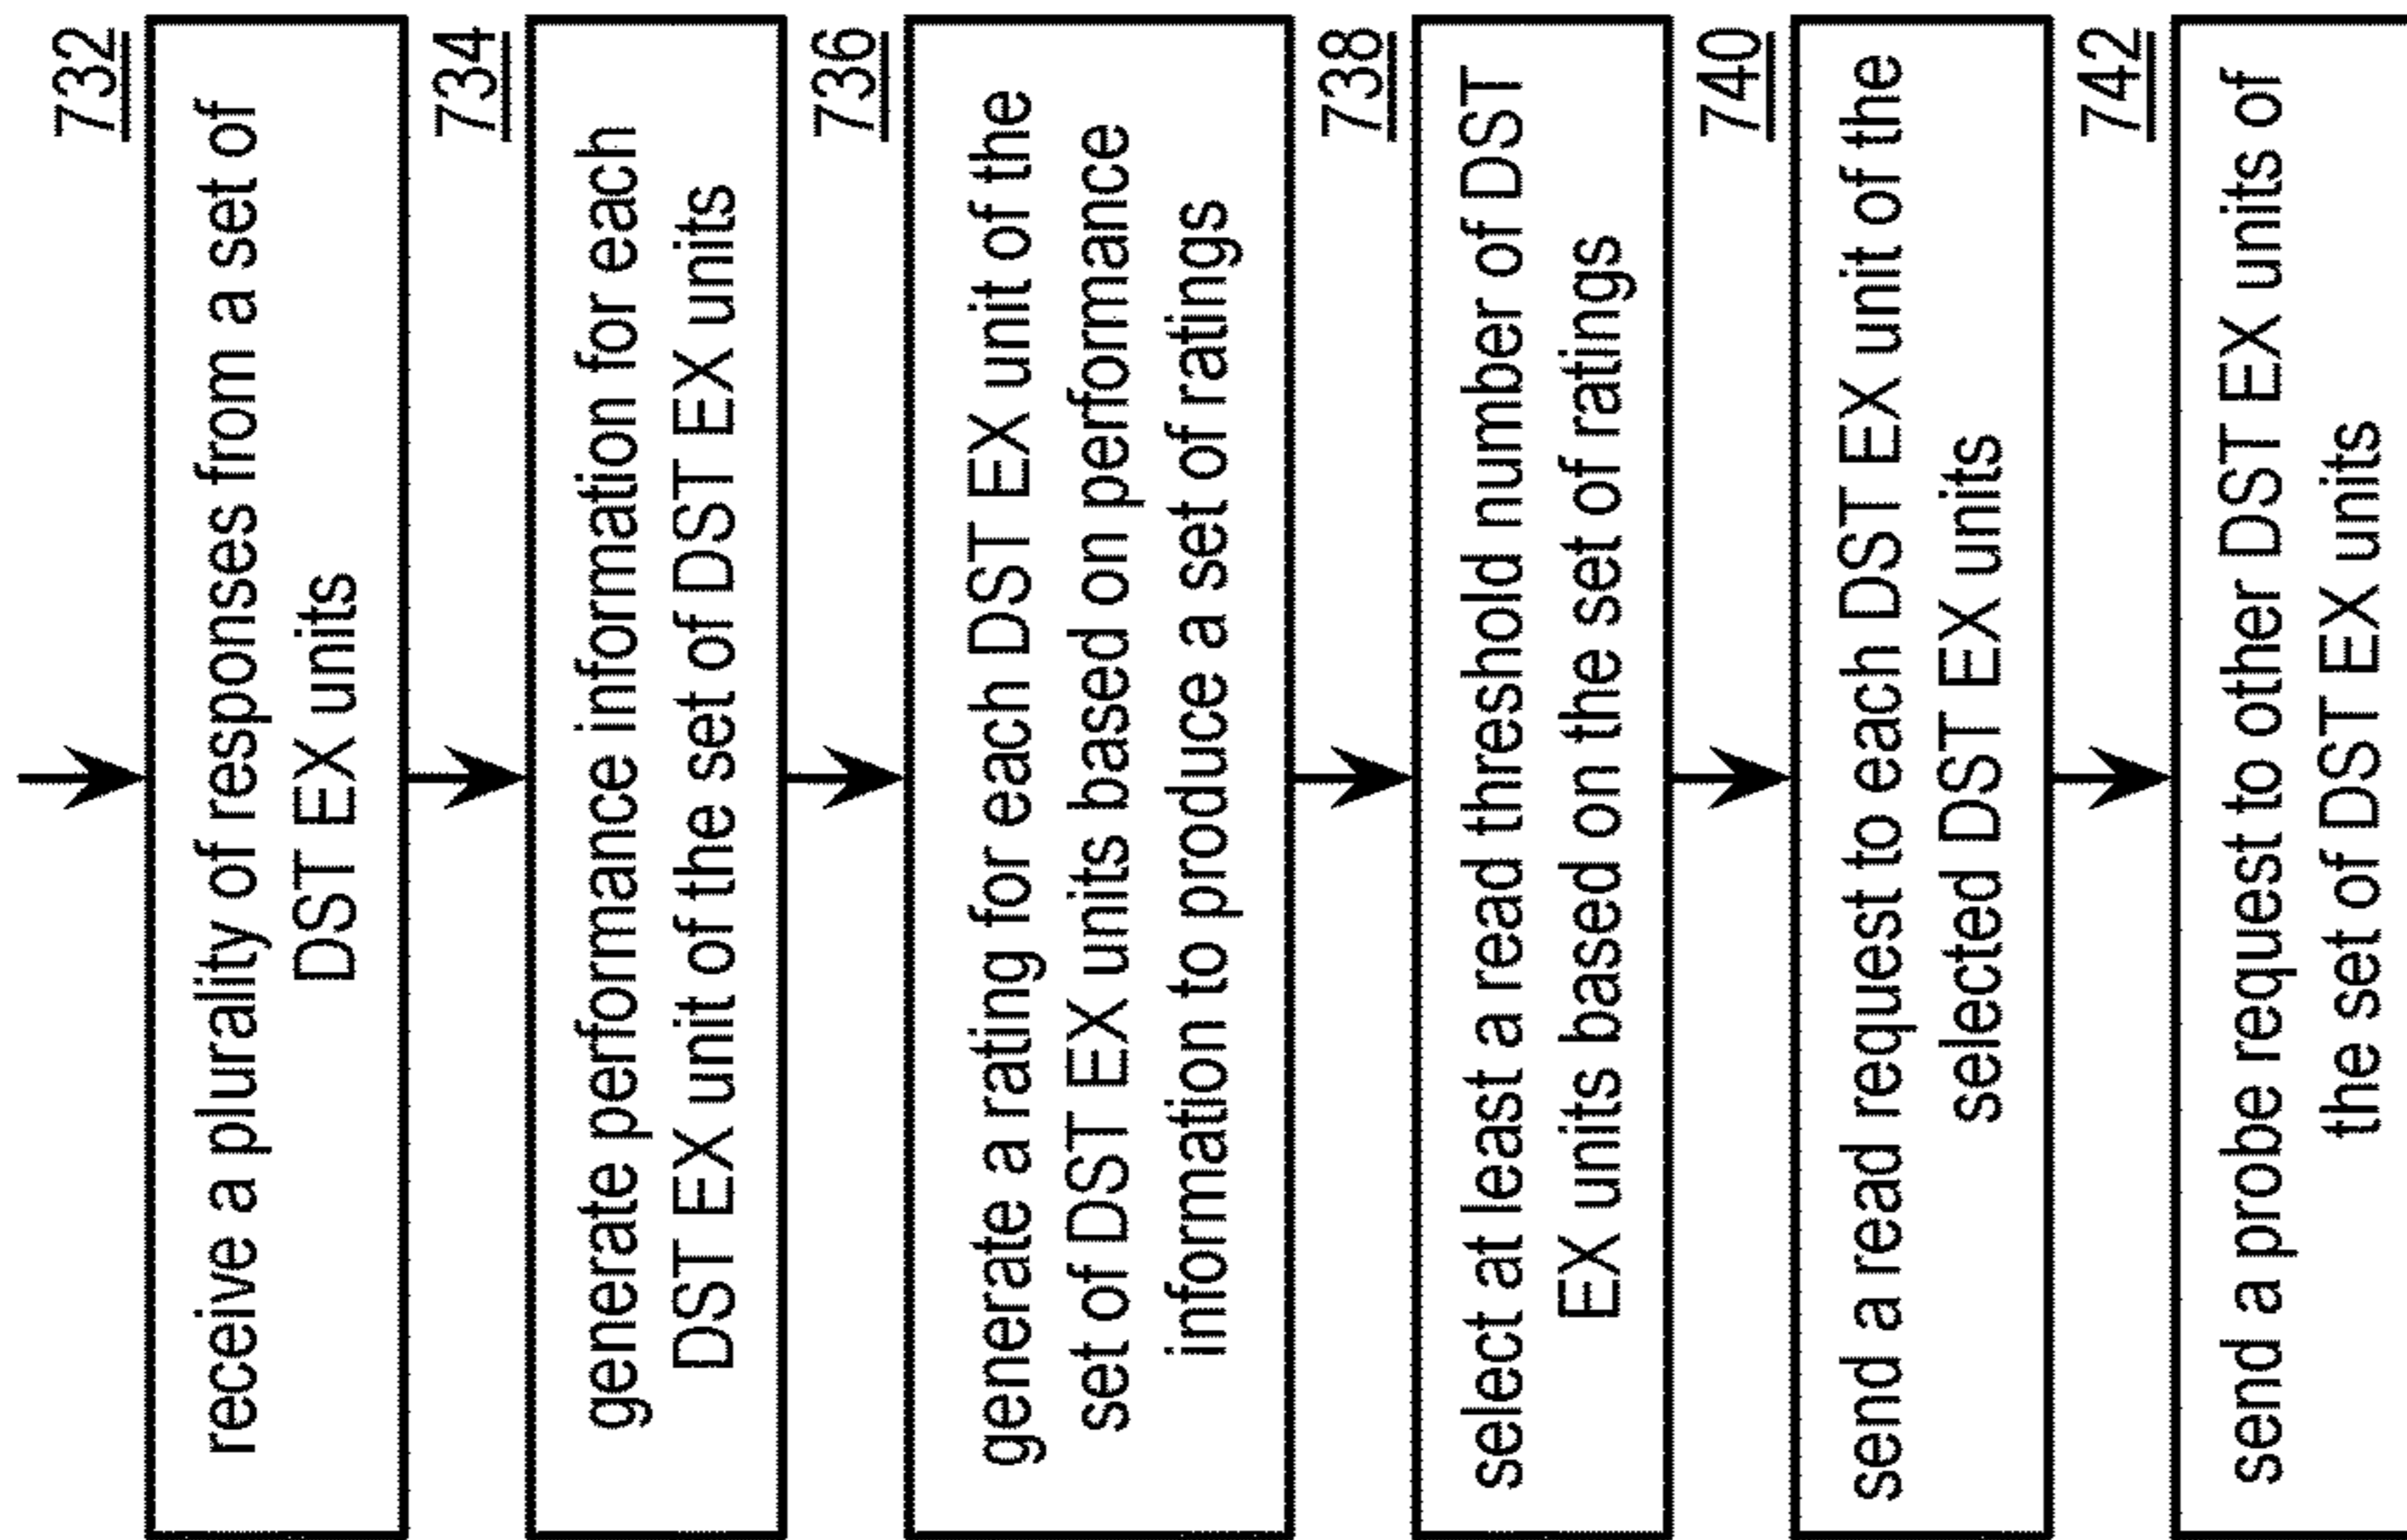 732
receive a plurality of responses from a set of
DST EX units
734
generate performance information for each
DST EX unit of the set of DST EX units
736
generate a rating for each DST EX unit of the
set of DST EX units based on performance
information to produce a set of ratings
738
select at least a read threshold number of DST
EX units based on the set of ratings
740
send a read request to each DST EX unit of the
selected DST EX units
742
send a probe request to other DST EX units of
the set of DST EX units